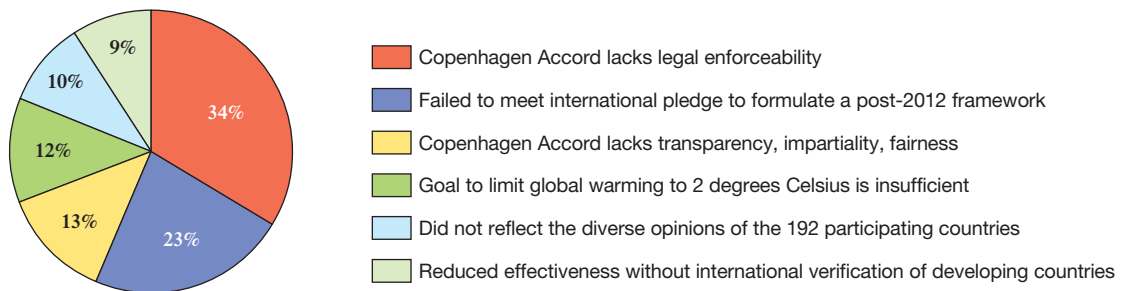 9%
10%
34%
12%
13%
23%
Copenhagen Accord lacks legal enforceability
Failed to meet international pledge to formulate a post-2012 framework
Copenhagen Accord lacks transparency, impartiality, fairness
Goal to limit global warming to 2 degrees Celsius is insufficient
Did not reflect the diverse opinions of the 192 participating countries
Reduced effectiveness without international verification of developing countries